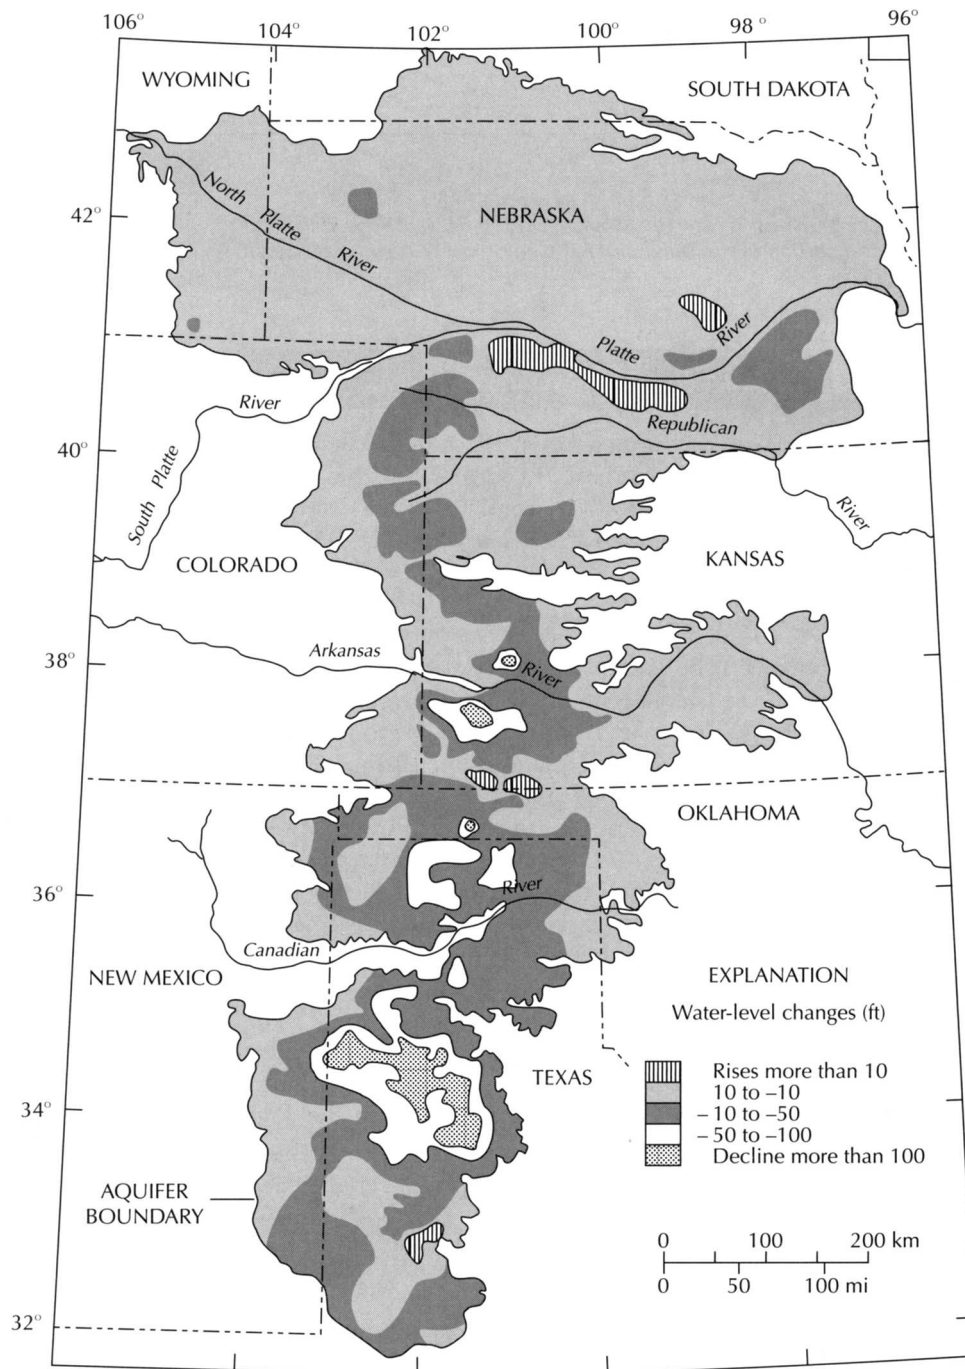 106°
104°
102°
100°
98 °
96°
WYOMING
SOUTH DAKOTA
North Platte River
NEBRASKA
42°
Platte River
River
Republican
40°
South Platte
River
COLORADO
KANSAS
Arkansas
38°
River
OKLAHOMA
36°
River
Canadian
NEW MEXICO
EXPLANATION
Water-level changes (ft)
TEXAS
Rises more than 10
10 to –10
– 10 to –50
– 50 to –100
Decline more than 100
34°
AQUIFER
BOUNDARY
0 100 200 km
0 50 100 mi
32°